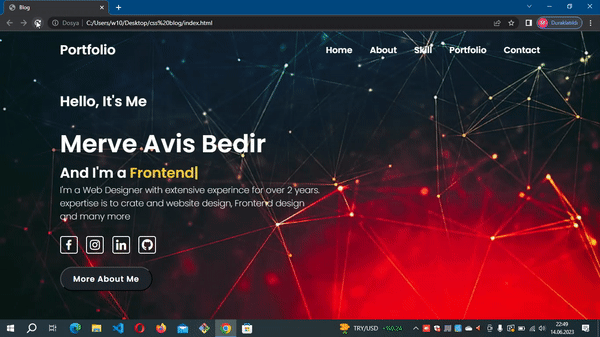 Blog
Dosya C:/Users/w10/Desktop/css%20blog/index.html
Duraklatıldı
Portfolio
Home About Skill Portfolio Contact
Hello, It's Me
Merve Avis Bedir
And I'm a Frontend|
I'm a Web Designer with extensive experince for over 2 years.
expertise is to crate and website design, Frontend design
and many more
More About Me
TRY/USD
22:49
14.06.2023